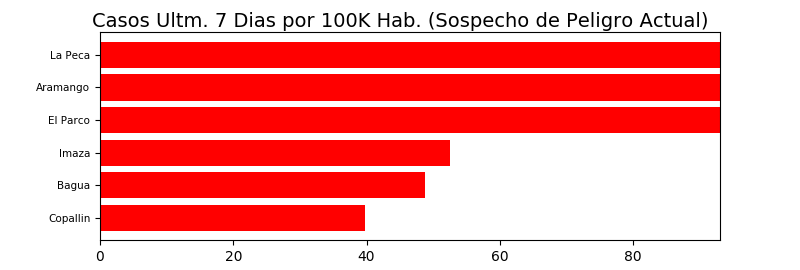 Casos Ultm. 7 Dias por 100K Hab. (Sospecho de Peligro Actual)
La Peca
Aramango
El Parco
Imaza
Bagua
Copallin
0 20 40 60 80